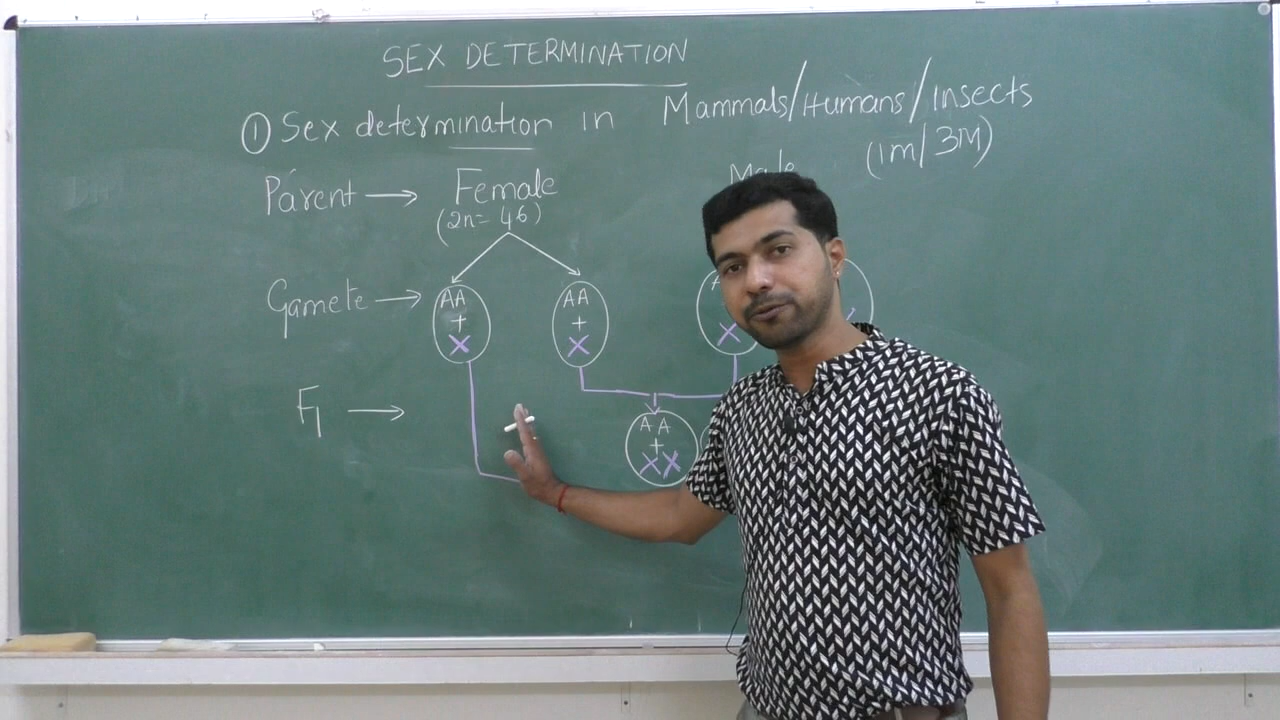 SEX DETERMINATION
① Sex determination in Mammals/Humans/Insects
(1m/3M)
Parent → Female Male
(2n= 46)
Gamete → AA AA A
+ +
X X X
F1 →
AA
+
XX